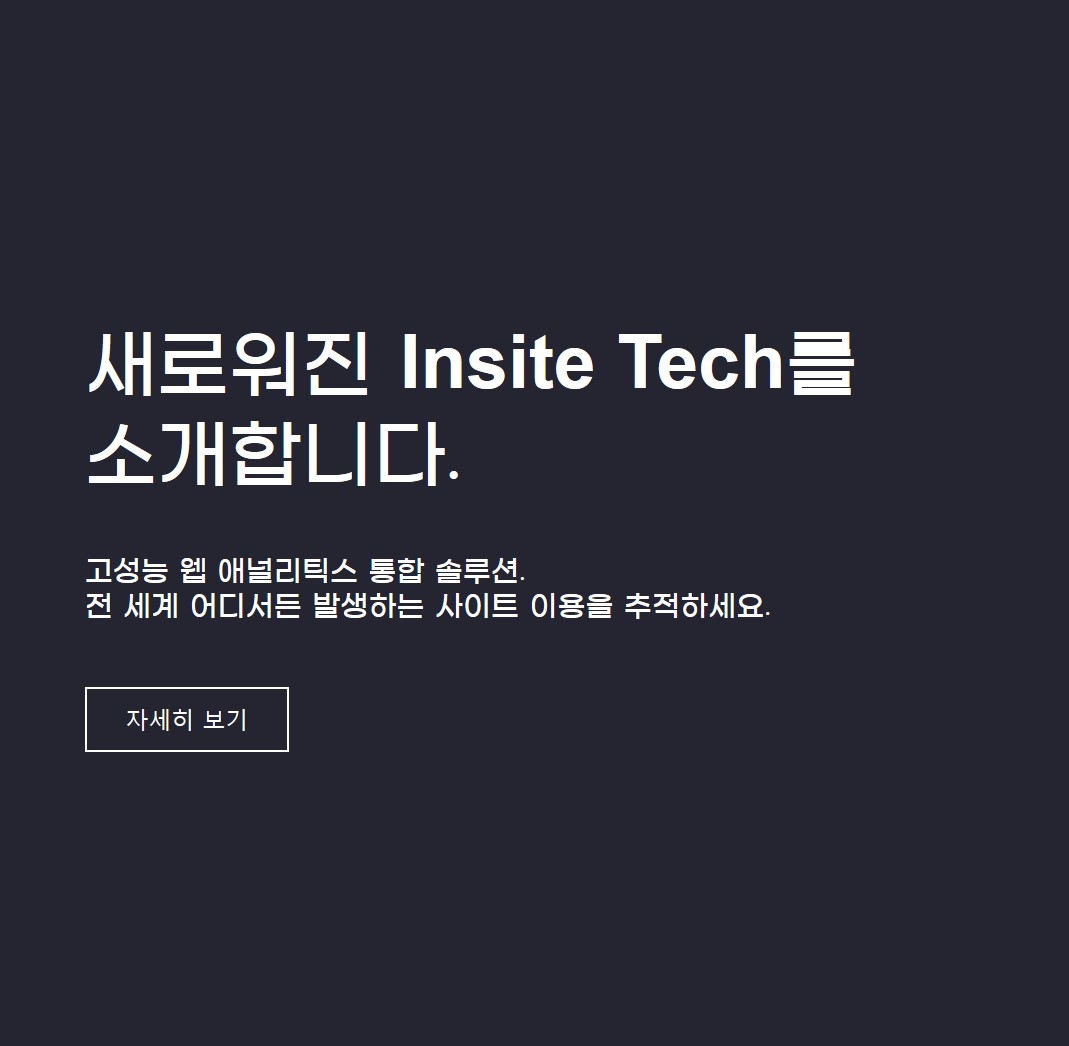 새로워진 Insite Tech를
소개합니다.
고성능 웹 애널리틱스 통합 솔루션.
전 세계 어디서든 발생하는 사이트 이용을 추적하세요.
자세히 보기